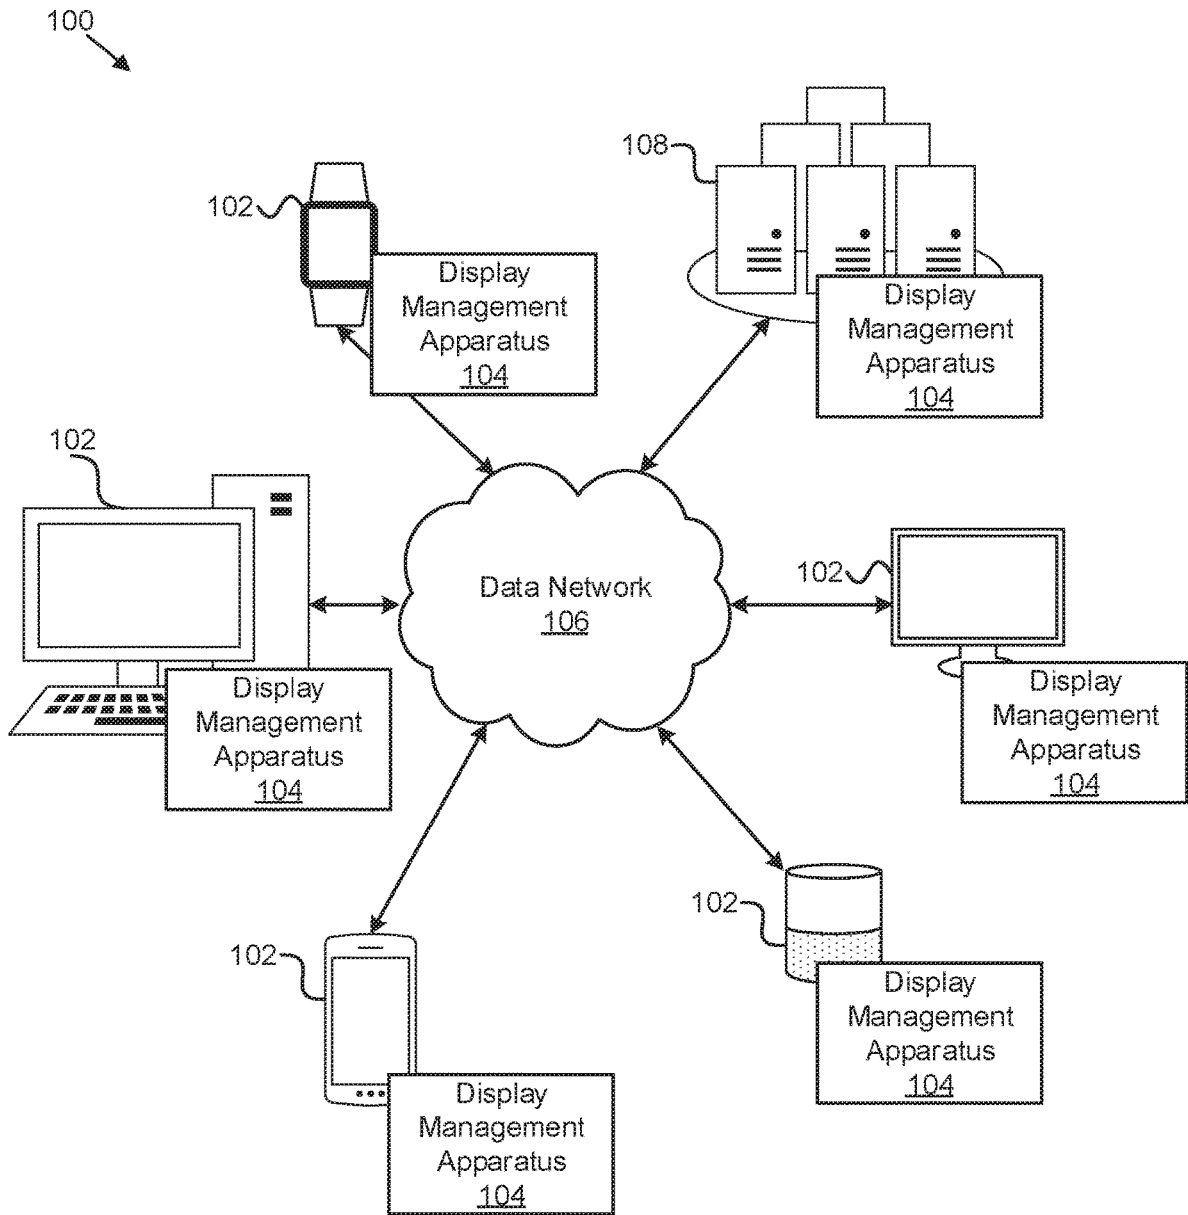 100
108
102
Display
Management
Apparatus
104
Display
Management
Apparatus
104
102
Data Network
106
102
Display
Management
Apparatus
104
Display
Management
Apparatus
104
102
Display
Management
Apparatus
104
102
Display
Management
Apparatus
104